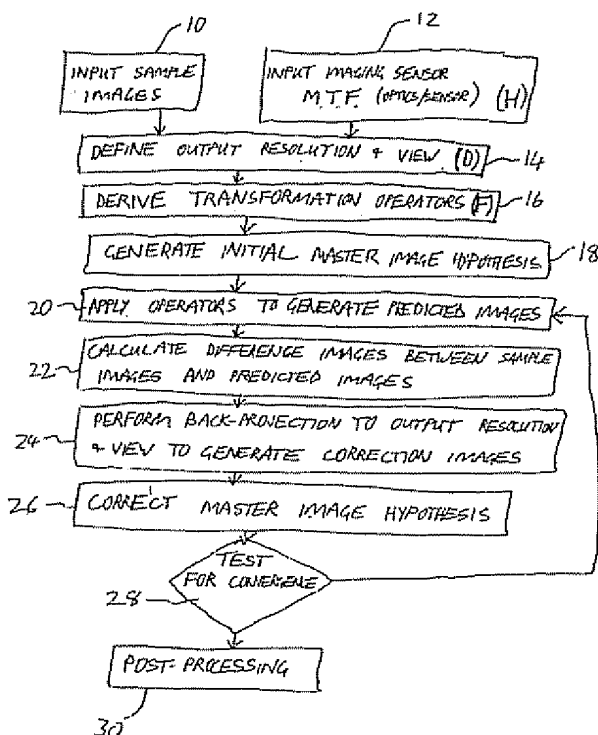 10
12
INPUT SAMPLE
IMAGES
INPUT IMAGING SENSOR
M.T.F. (OPTICS/SENSOR) (H)
DEFINE OUTPUT RESOLUTION + VIEW (D)
14
DERIVE TRANSFORMATION OPERATORS (F)
16
GENERATE INITIAL MASTER IMAGE HYPOTHESIS
18
20
APPLY OPERATORS TO GENERATE PREDICTED IMAGES
22
CALCULATE DIFFERENCE IMAGES BETWEEN SAMPLE
IMAGES AND PREDICTED IMAGES
24
PERFORM BACK-PROJECTION TO OUTPUT RESOLUTION
+ VIEW TO GENERATE CORRECTION IMAGES
26
CORRECT MASTER IMAGE HYPOTHESIS
TEST
FOR CONVERGENE
28
POST-PROCESSING
30